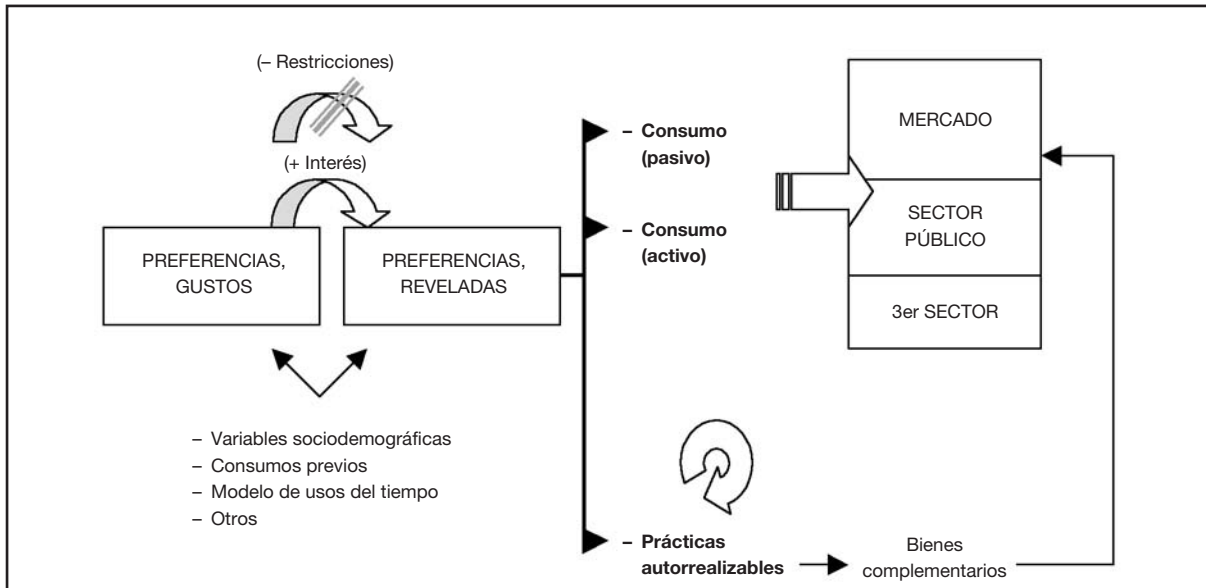 (– Restricciones)
(+ Interés)
PREFERENCIAS,
GUSTOS
PREFERENCIAS,
REVELADAS
– Variables sociodemográficas
– Consumos previos
– Modelo de usos del tiempo
– Otros
– Consumo
(pasivo)
– Consumo
(activo)
– Prácticas
autorrealizables
Bienes
complementarios
MERCADO
SECTOR
PÚBLICO
3er SECTOR